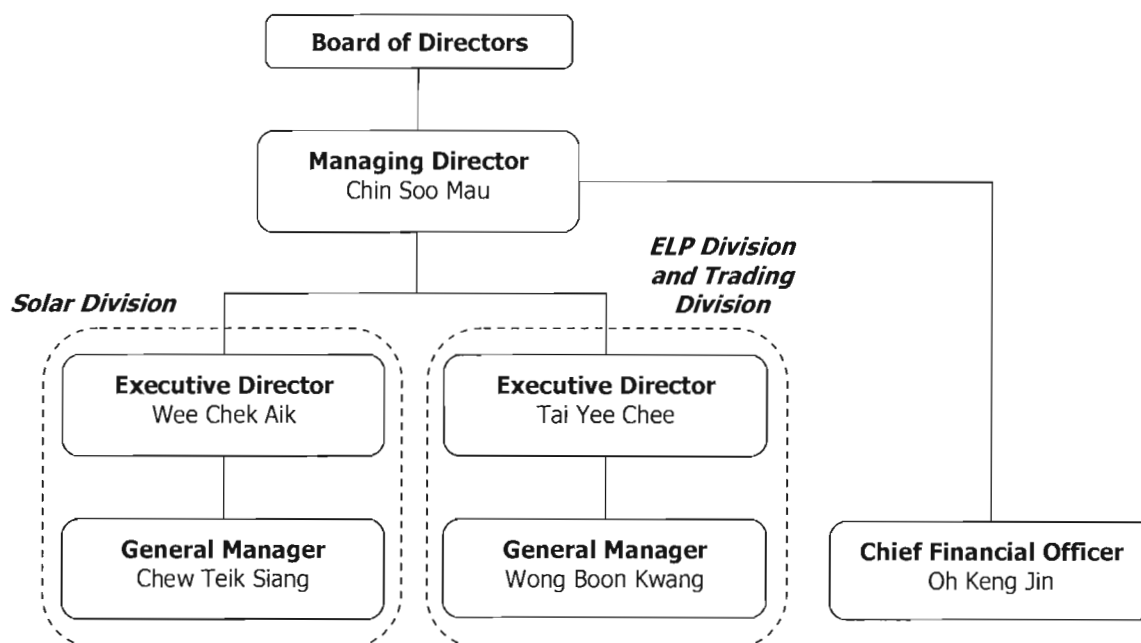 Board of Directors
Managing Director
Chin Soo Mau
ELP Division
and Trading
Division
Solar Division
Executive Director
Wee Chek Aik
Executive Director
Tai Yee Chee
General Manager
Chew Teik Siang
General Manager
Wong Boon Kwang
Chief Financial Officer
Oh Keng Jin